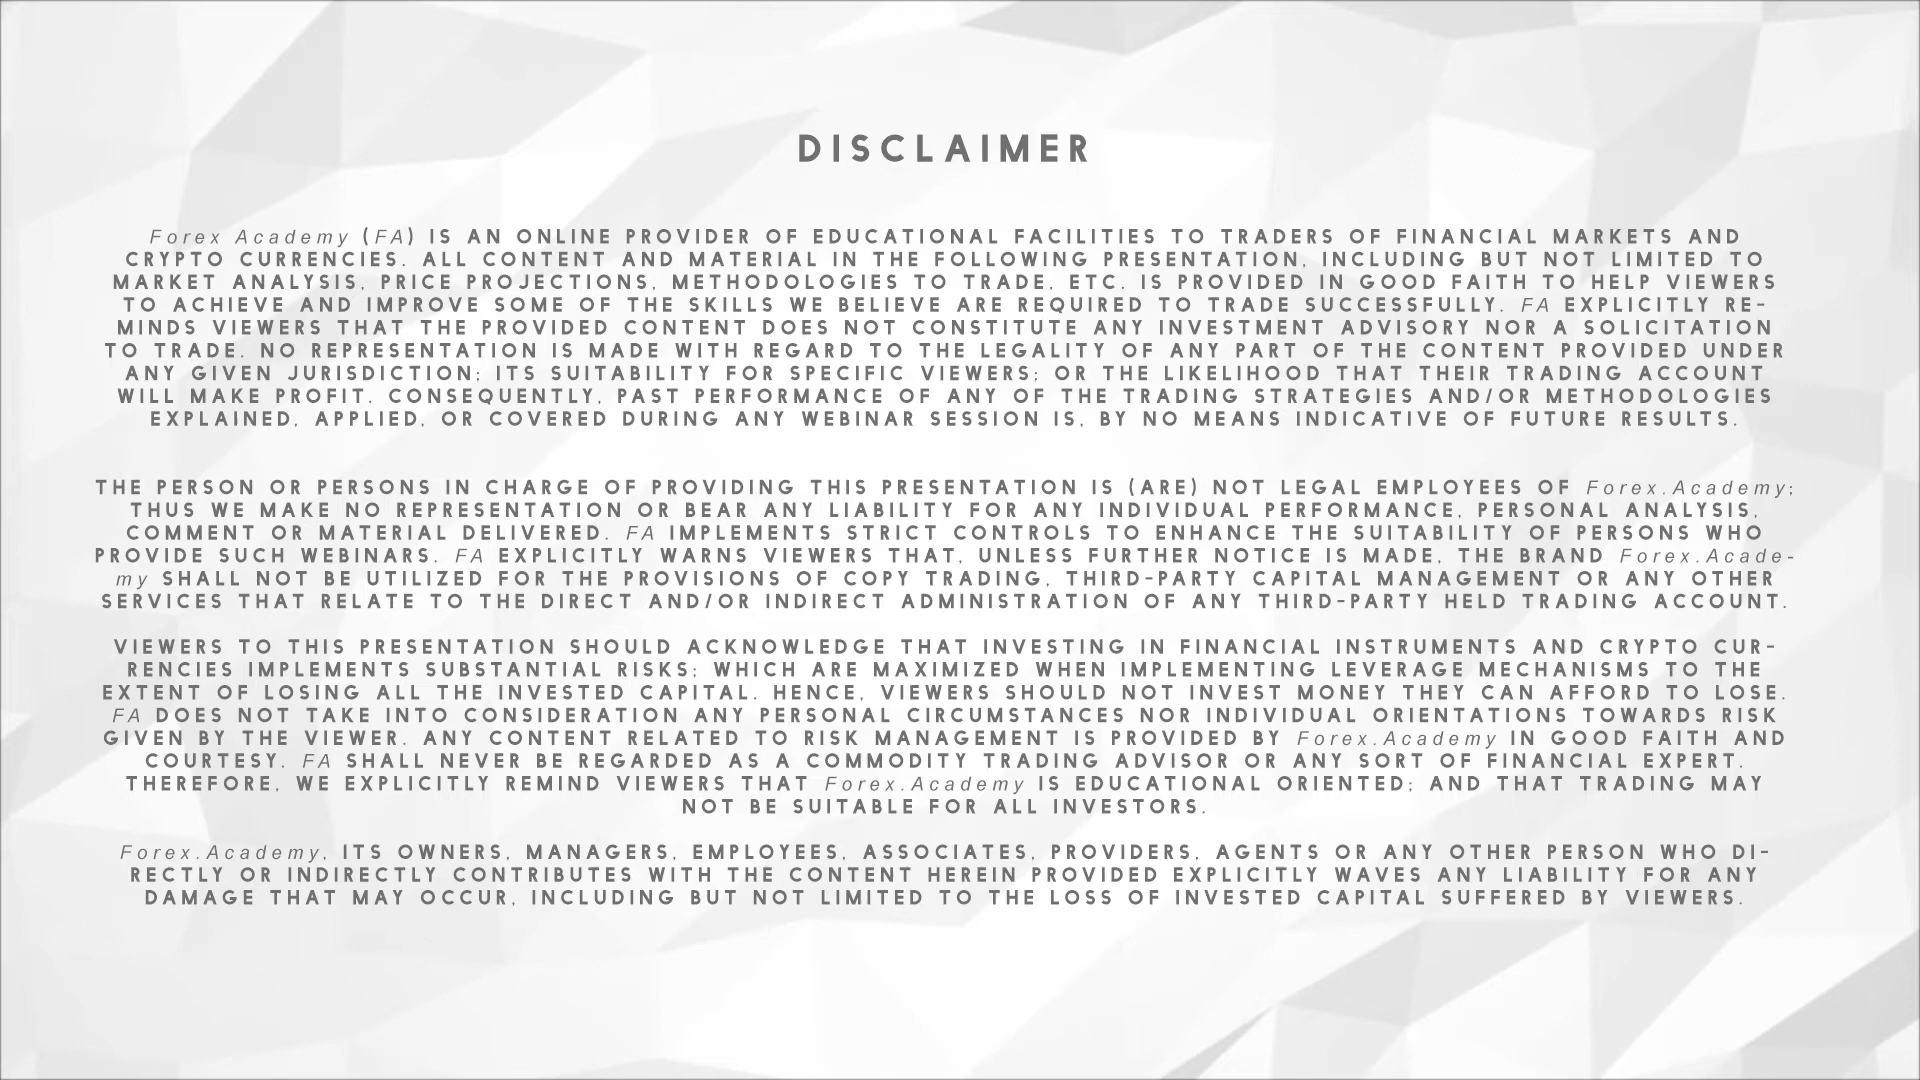 DISCLAIMER
Forex Academy (FA) IS AN ONLINE PROVIDER OF EDUCATIONAL FACILITIES TO TRADERS OF FINANCIAL MARKETS AND
CRYPTO CURRENCIES. ALL CONTENT AND MATERIAL IN THE FOLLOWING PRESENTATION, INCLUDING BUT NOT LIMITED TO
MARKET ANALYSIS, PRICE PROJECTIONS, METHODOLOGIES TO TRADE, ETC. IS PROVIDED IN GOOD FAITH TO HELP VIEWERS
TO ACHIEVE AND IMPROVE SOME OF THE SKILLS WE BELIEVE ARE REQUIRED TO TRADE SUCCESSFULLY. FA EXPLICITLY RE-
MINDS VIEWERS THAT THE PROVIDED CONTENT DOES NOT CONSTITUTE ANY INVESTMENT ADVISORY NOR A SOLICITATION
TO TRADE. NO REPRESENTATION IS MADE WITH REGARD TO THE LEGALITY OF ANY PART OF THE CONTENT PROVIDED UNDER
ANY GIVEN JURISDICTION; ITS SUITABILITY FOR SPECIFIC VIEWERS; OR THE LIKELIHOOD THAT THEIR TRADING ACCOUNT
WILL MAKE PROFIT. CONSEQUENTLY, PAST PERFORMANCE OF ANY OF THE TRADING STRATEGIES AND/OR METHODOLOGIES
EXPLAINED, APPLIED, OR COVERED DURING ANY WEBINAR SESSION IS, BY NO MEANS INDICATIVE OF FUTURE RESULTS.
THE PERSON OR PERSONS IN CHARGE OF PROVIDING THIS PRESENTATION IS (ARE) NOT LEGAL EMPLOYEES OF Forex.Academy;
THUS WE MAKE NO REPRESENTATION OR BEAR ANY LIABILITY FOR ANY INDIVIDUAL PERFORMANCE, PERSONAL ANALYSIS,
COMMENT OR MATERIAL DELIVERED. FA IMPLEMENTS STRICT CONTROLS TO ENHANCE THE SUITABILITY OF PERSONS WHO
PROVIDE SUCH WEBINARS. FA EXPLICITLY WARNS VIEWERS THAT, UNLESS FURTHER NOTICE IS MADE, THE BRAND Forex.Acade-
my SHALL NOT BE UTILIZED FOR THE PROVISIONS OF COPY TRADING, THIRD-PARTY CAPITAL MANAGEMENT OR ANY OTHER
SERVICES THAT RELATE TO THE DIRECT AND/OR INDIRECT ADMINISTRATION OF ANY THIRD-PARTY HELD TRADING ACCOUNT.
VIEWERS TO THIS PRESENTATION SHOULD ACKNOWLEDGE THAT INVESTING IN FINANCIAL INSTRUMENTS AND CRYPTO CUR-
RENCIES IMPLEMENTS SUBSTANTIAL RISKS; WHICH ARE MAXIMIZED WHEN IMPLEMENTING LEVERAGE MECHANISMS TO THE
EXTENT OF LOSING ALL THE INVESTED CAPITAL. HENCE, VIEWERS SHOULD NOT INVEST MONEY THEY CAN AFFORD TO LOSE.
FA DOES NOT TAKE INTO CONSIDERATION ANY PERSONAL CIRCUMSTANCES NOR INDIVIDUAL ORIENTATIONS TOWARDS RISK
GIVEN BY THE VIEWER. ANY CONTENT RELATED TO RISK MANAGEMENT IS PROVIDED BY Forex.Academy IN GOOD FAITH AND
COURTESY. FA SHALL NEVER BE REGARDED AS A COMMODITY TRADING ADVISOR OR ANY SORT OF FINANCIAL EXPERT.
THEREFORE, WE EXPLICITLY REMIND VIEWERS THAT Forex.Academy IS EDUCATIONAL ORIENTED; AND THAT TRADING MAY
NOT BE SUITABLE FOR ALL INVESTORS.
Forex.Academy, ITS OWNERS, MANAGERS, EMPLOYEES, ASSOCIATES, PROVIDERS, AGENTS OR ANY OTHER PERSON WHO DI-
RECTLY OR INDIRECTLY CONTRIBUTES WITH THE CONTENT HEREIN PROVIDED EXPLICITLY WAVES ANY LIABILITY FOR ANY
DAMAGE THAT MAY OCCUR, INCLUDING BUT NOT LIMITED TO THE LOSS OF INVESTED CAPITAL SUFFERED BY VIEWERS.